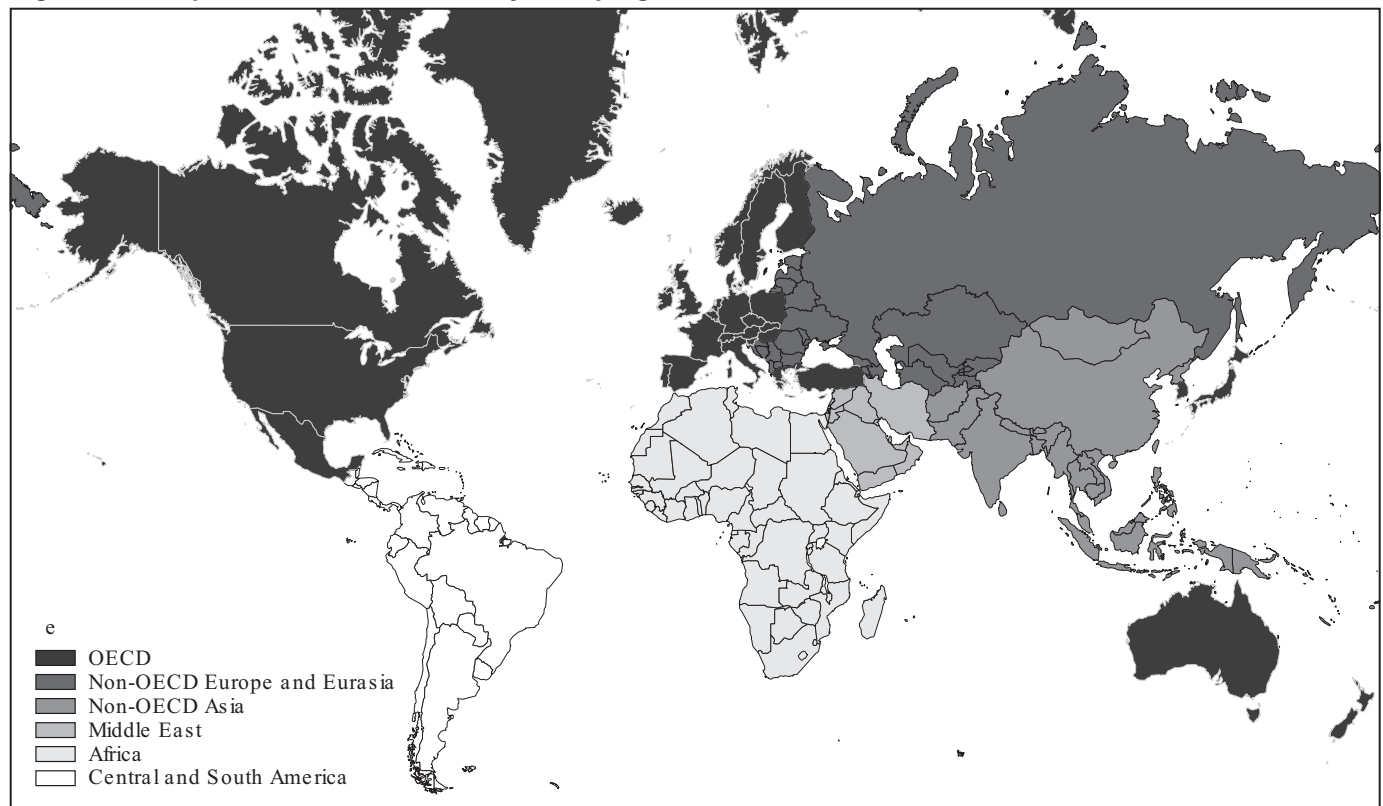 e
OECD
Non-OECD Europe and Eurasia
Non-OECD Asia
Middle East
Africa
Central and South America